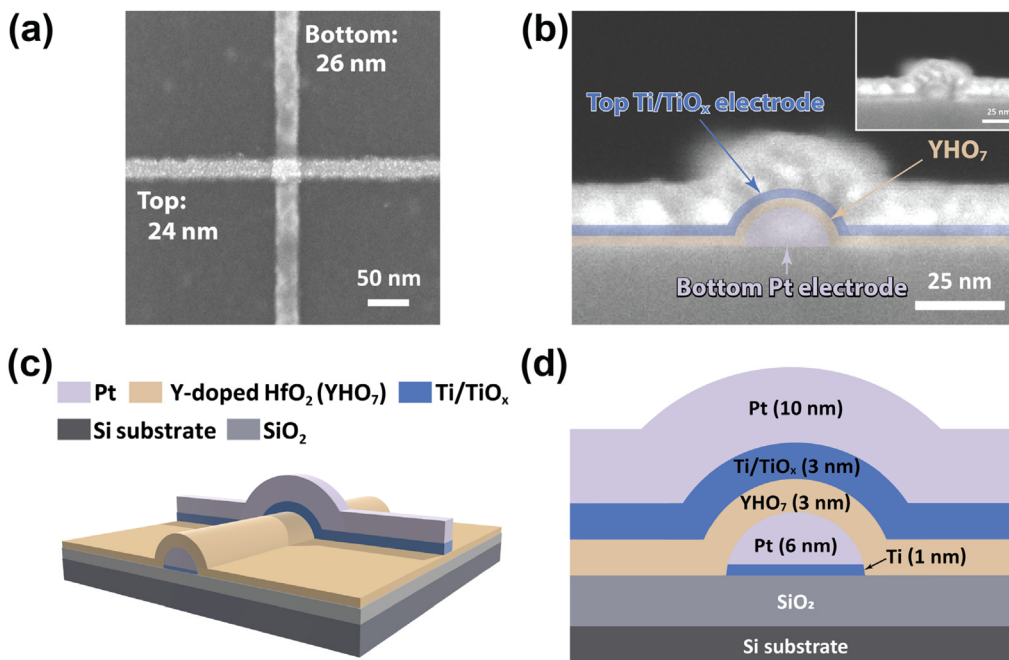 (a)
Bottom:
26 nm
Top:
24 nm
50 nm
(b)
Top Ti/TiOₓ electrode
25 nm
YHO₇
Bottom Pt electrode
25 nm
(c)
Pt
Y-doped HfO₂ (YHO₇)
Ti/TiOₓ
Si substrate
SiO₂
(d)
Pt (10 nm)
Ti/TiOₓ (3 nm)
YHO₇ (3 nm)
Pt (6 nm)
Ti (1 nm)
SiO₂
Si substrate